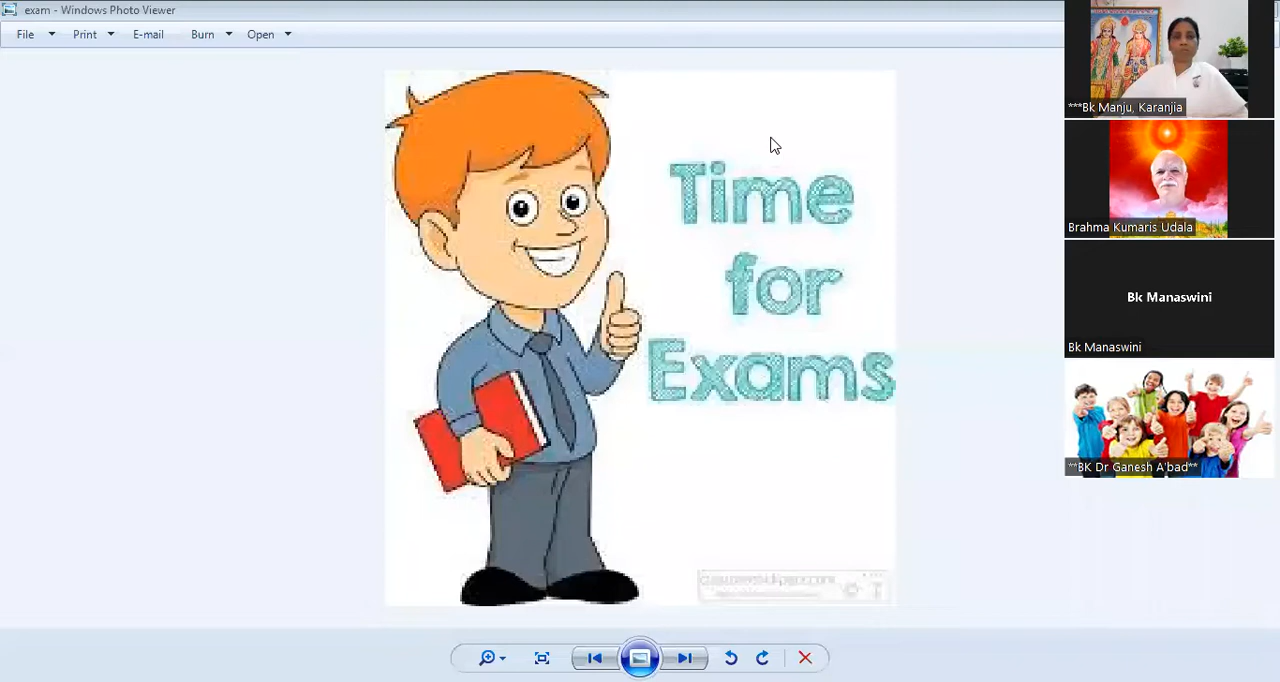 exam - Windows Photo Viewer
File Print E-mail Burn Open
Time
for
Exams
***Bk Manju, Karanjia
Brahma Kumaris Udala
Bk Manaswini
Bk Manaswini
**BK Dr Ganesh A'bad**